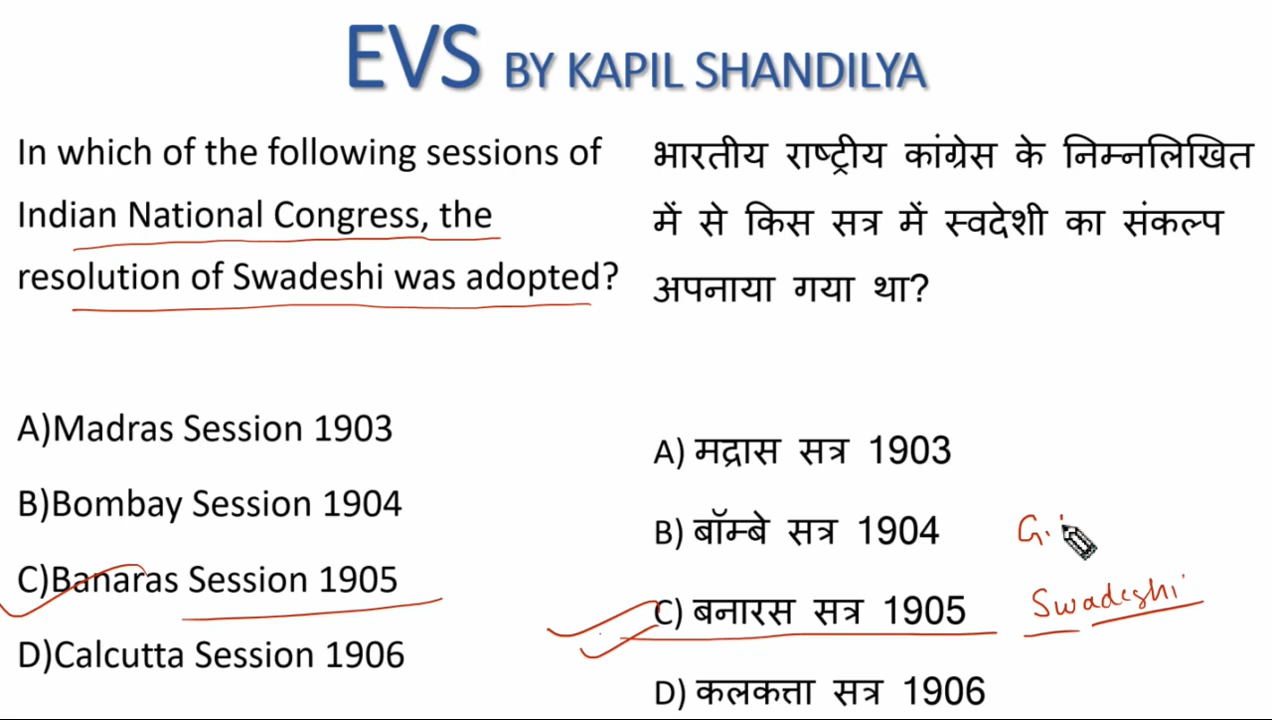 EVS BY KAPIL SHANDILYA
In which of the following sessions of
Indian National Congress, the
resolution of Swadeshi was adopted?
A)Madras Session 1903
B)Bombay Session 1904
C)Banaras Session 1905
D)Calcutta Session 1906
भारतीय राष्ट्रीय कांग्रेस के निम्नलिखित
में से किस सत्र में स्वदेशी का संकल्प
अपनाया गया था?
A) मद्रास सत्र 1903
B) बॉम्बे सत्र 1904
G.
C) बनारस सत्र 1905
Swadeshi
D) कलकत्ता सत्र 1906